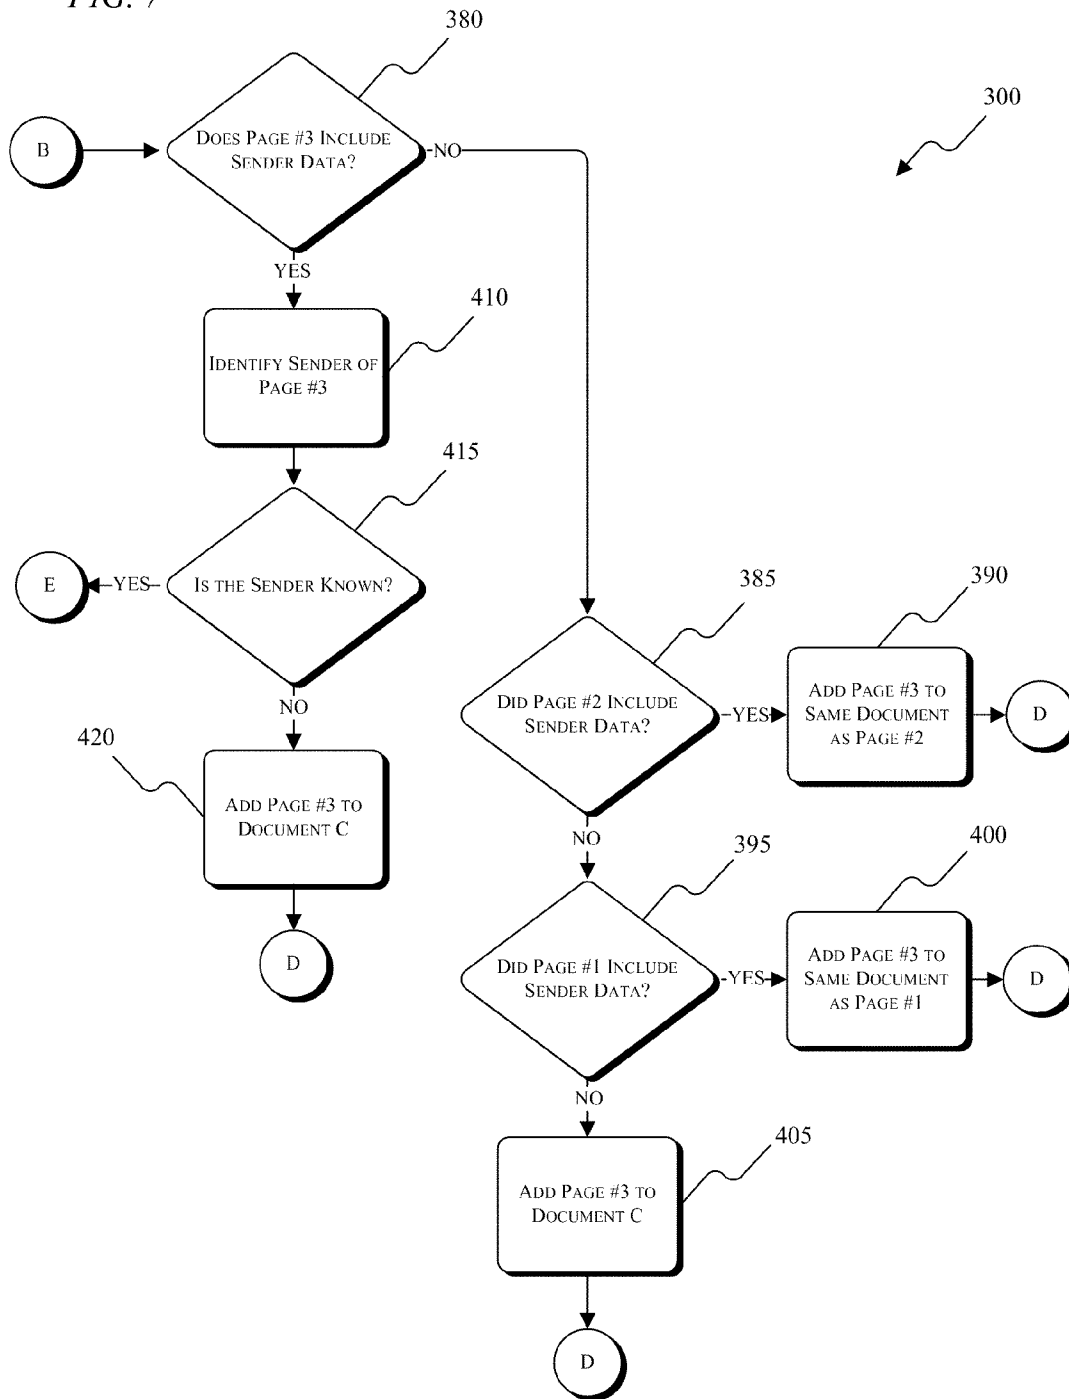 FIG. 7
380
300
B
DOES PAGE #3 INCLUDE
SENDER DATA?
NO
YES
410
IDENTIFY SENDER OF
PAGE #3
415
E
YES
IS THE SENDER KNOWN?
385
390
NO
DID PAGE #2 INCLUDE
SENDER DATA?
YES
ADD PAGE #3 TO
SAME DOCUMENT
AS PAGE #2
D
420
ADD PAGE #3 TO
DOCUMENT C
NO
395
400
D
DID PAGE #1 INCLUDE
SENDER DATA?
YES
ADD PAGE #3 TO
SAME DOCUMENT
AS PAGE #1
D
NO
405
ADD PAGE #3 TO
DOCUMENT C
D